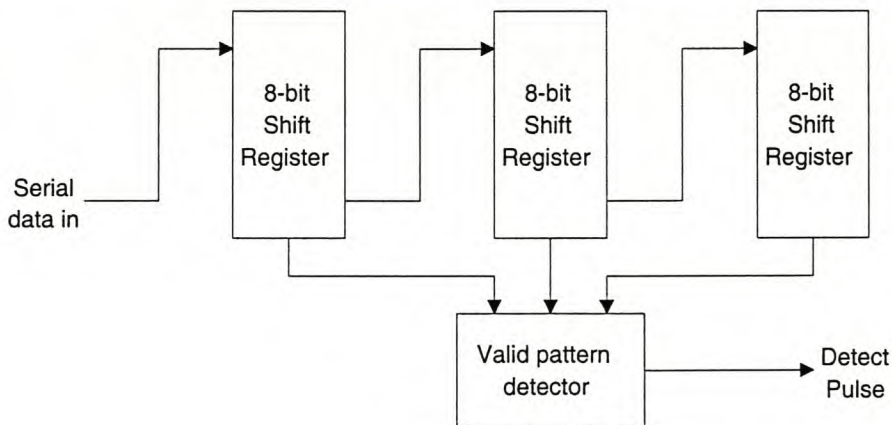 8-bit
Shift
Register
8-bit
Shift
Register
8-bit
Shift
Register
Serial
data in
Valid pattern
detector
Detect
Pulse